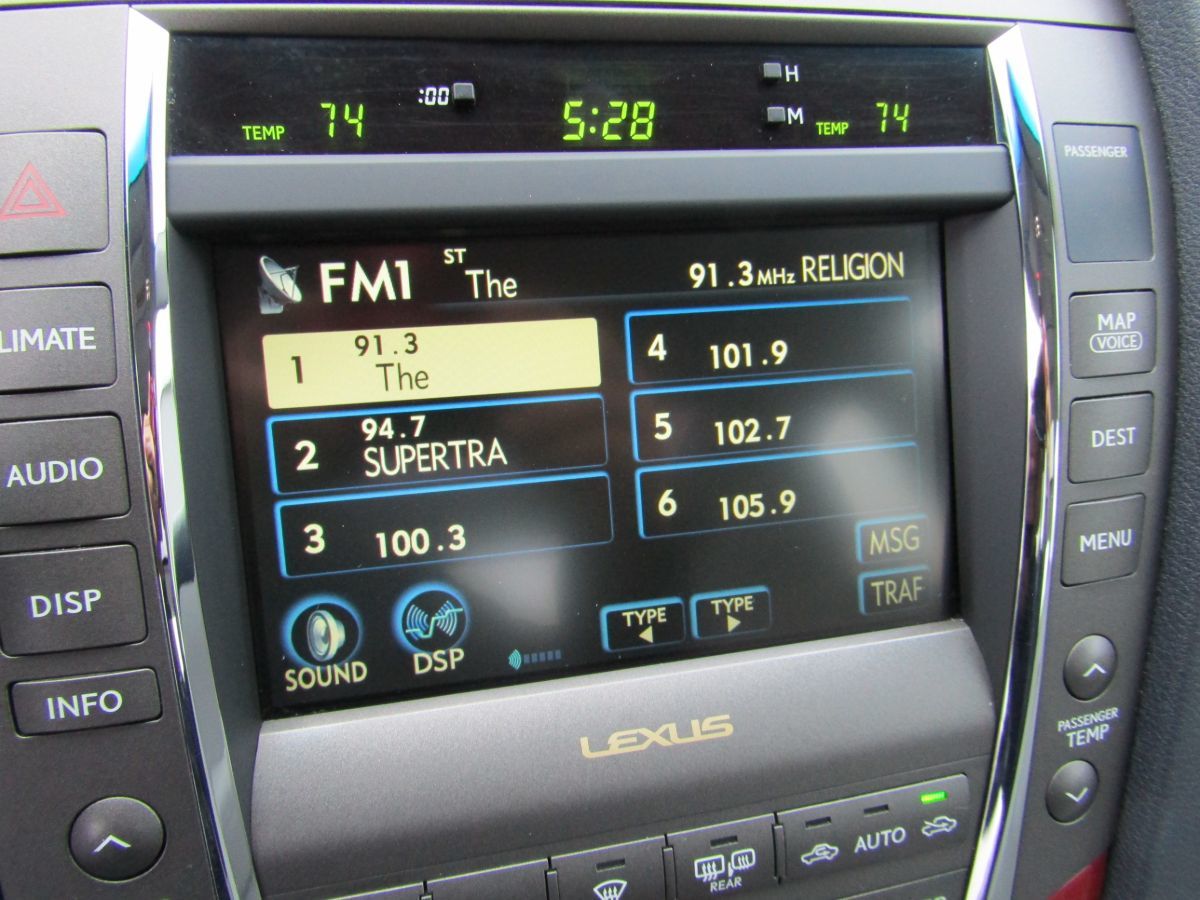 TEMP 74 :00 5:28 H
M TEMP 74
PASSENGER
FM1 ST The 91.3 MHz RELIGION
1 91.3
The
2 94.7
SUPERTRA
3 100.3
4 101.9
5 102.7
6 105.9
MSG
TRAF
TYPE
TYPE
SOUND
DSP
LIMATE
AUDIO
DISP
INFO
MAP
VOICE
DEST
MENU
PASSENGER
TEMP
LEXUS
REAR
AUTO